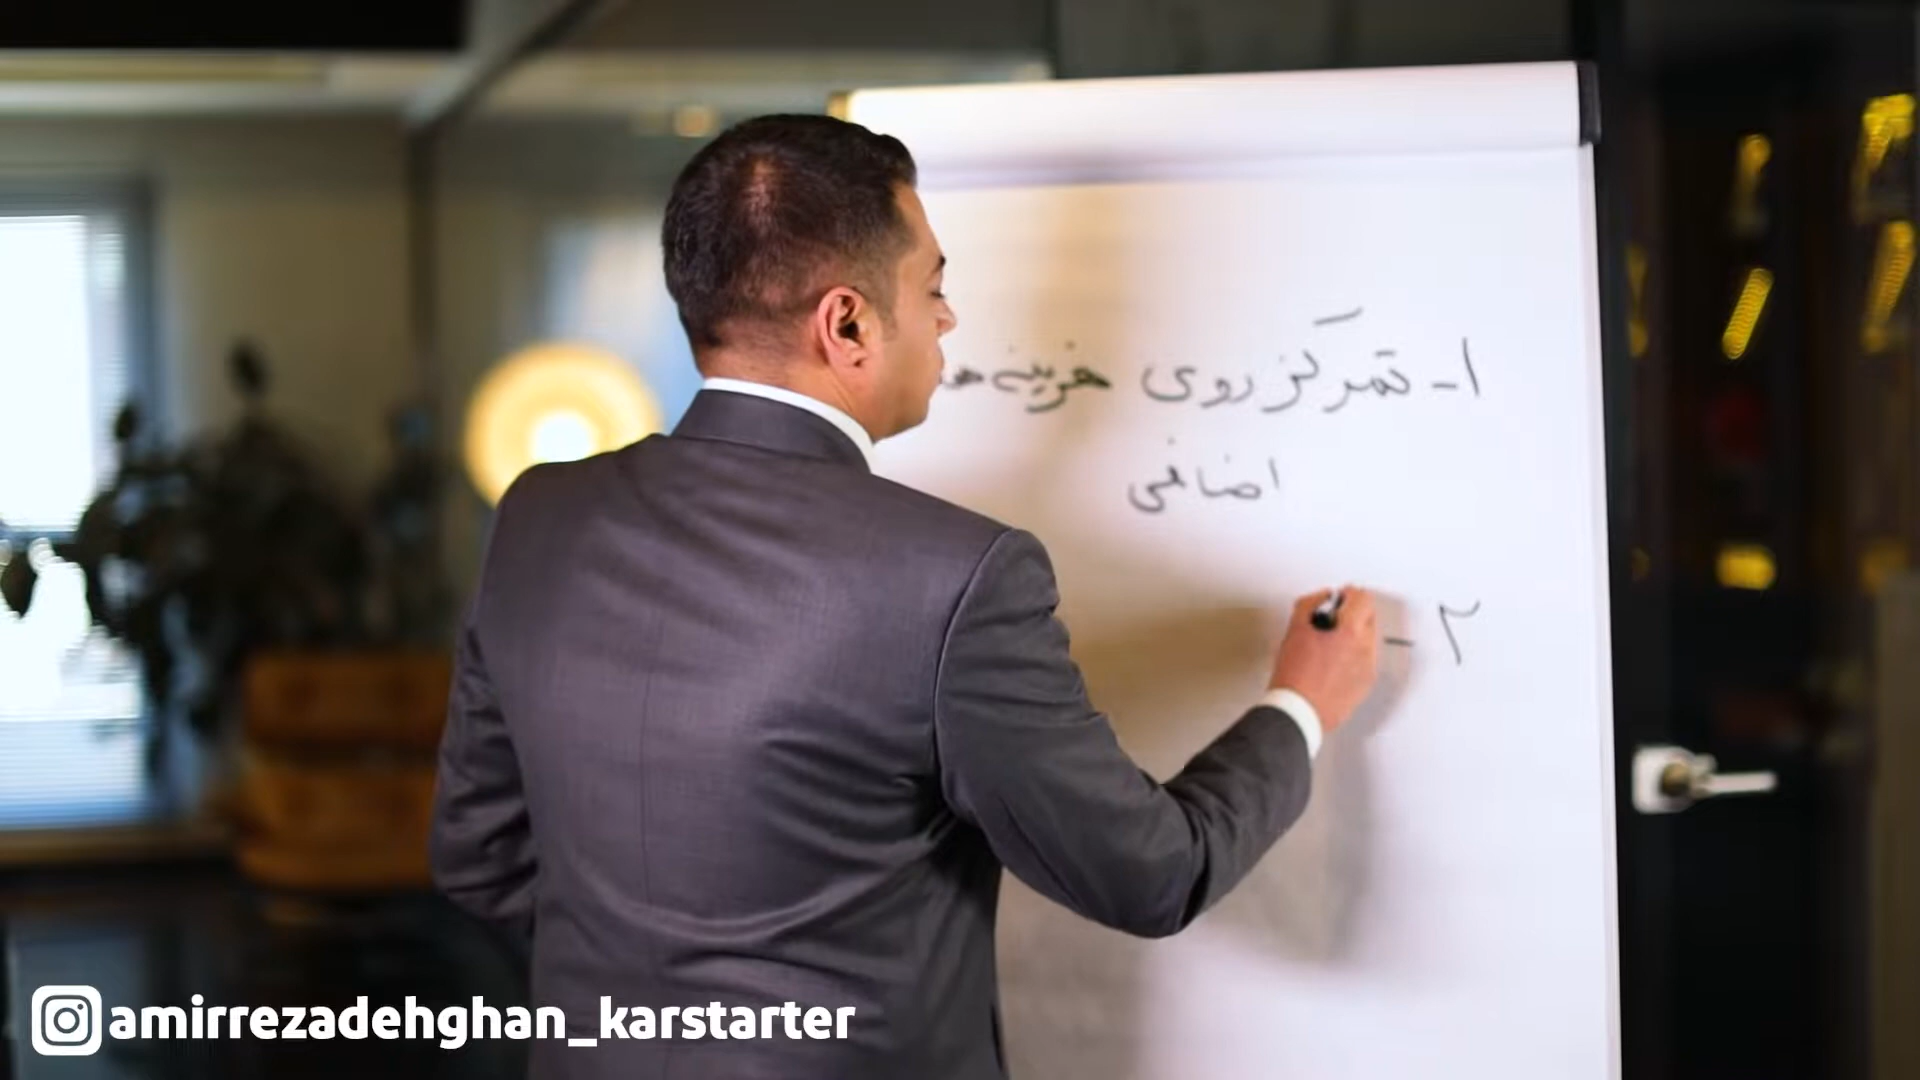 ۱- تمرکز روی هزینه ها
اضافی
۲-
amirrezadehghan_karstarter